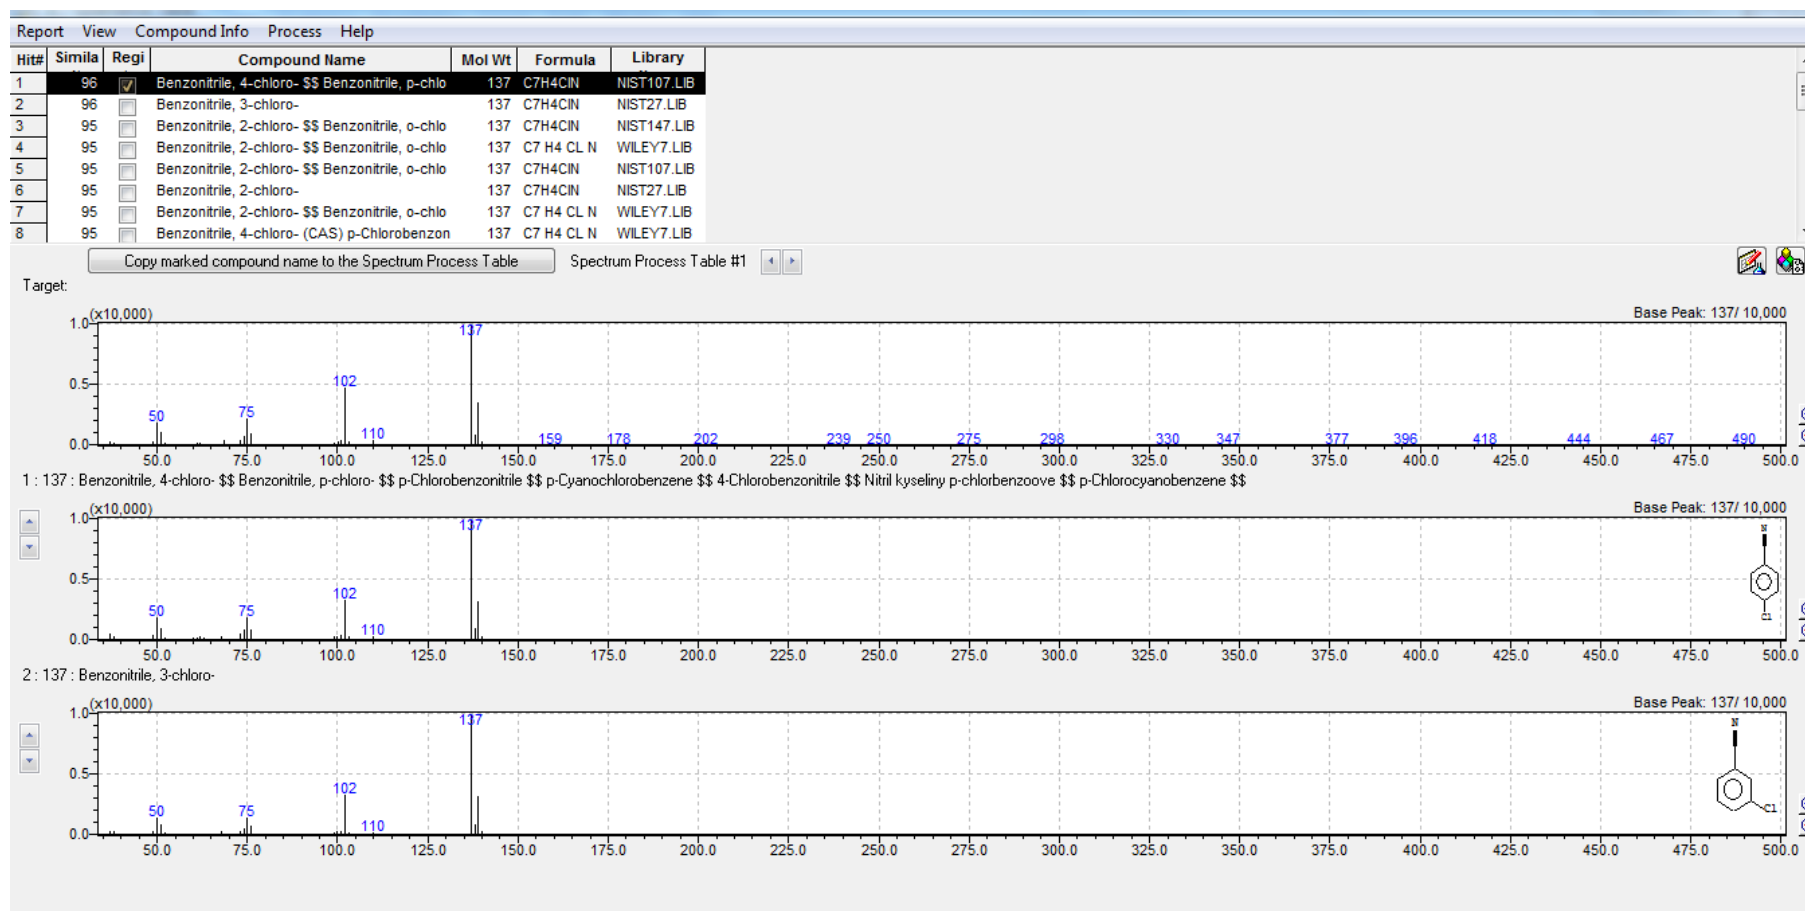 Report View Compound Info Process Help
Hit# Simila Regi Compound Name Mol Wt Formula Library
1 96 Benzonitrile, 4-chloro- $$ Benzonitrile, p-chlo 137 C7H4ClN NIST107.LIB
2 96 Benzonitrile, 3-chloro- 137 C7H4ClN NIST27.LIB
3 95 Benzonitrile, 2-chloro- $$ Benzonitrile, o-chlo 137 C7H4ClN NIST147.LIB
4 95 Benzonitrile, 2-chloro- $$ Benzonitrile, o-chlo 137 C7 H4 CL N WILEY7.LIB
5 95 Benzonitrile, 2-chloro- $$ Benzonitrile, o-chlo 137 C7H4ClN NIST107.LIB
6 95 Benzonitrile, 2-chloro- 137 C7H4ClN NIST27.LIB
7 95 Benzonitrile, 2-chloro- $$ Benzonitrile, o-chlo 137 C7 H4 CL N WILEY7.LIB
8 95 Benzonitrile, 4-chloro- (CAS) p-Chlorobenzon 137 C7 H4 CL N WILEY7.LIB
Copy marked compound name to the Spectrum Process Table Spectrum Process Table #1
Target:
(x10,000) Base Peak: 137/ 10,000
1.0 137
0.5 102
50 75 110
0.0 159 178 202 239 250 275 298 330 347 377 396 418 444 467 490
50.0 75.0 100.0 125.0 150.0 175.0 200.0 225.0 250.0 275.0 300.0 325.0 350.0 375.0 400.0 425.0 450.0 475.0 500.0
1 : 137 : Benzonitrile, 4-chloro- $$ Benzonitrile, p-chloro- $$ p-Chlorobenzonitrile $$ p-Cyanochlorobenzene $$ 4-Chlorobenzonitrile $$ Nitril kyseliny p-chlorbenzoove $$ p-Chlorocyanobenzene $$
(x10,000) Base Peak: 137/ 10,000
1.0 137 N
0.5 102
50 75 110 Cl
0.0
50.0 75.0 100.0 125.0 150.0 175.0 200.0 225.0 250.0 275.0 300.0 325.0 350.0 375.0 400.0 425.0 450.0 475.0 500.0
2 : 137 : Benzonitrile, 3-chloro-
(x10,000) Base Peak: 137/ 10,000
1.0 137 N
0.5 102
50 75 110 Cl
0.0
50.0 75.0 100.0 125.0 150.0 175.0 200.0 225.0 250.0 275.0 300.0 325.0 350.0 375.0 400.0 425.0 450.0 475.0 500.0